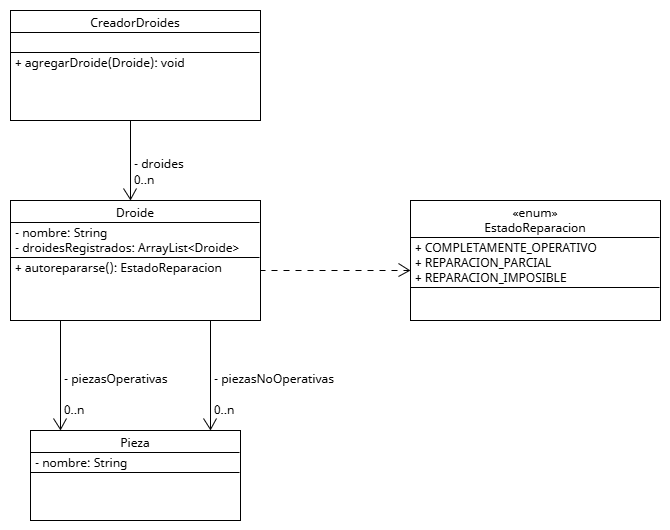 CreadorDroides
+ agregarDroide(Droide): void
- droides
0..n
Droide
- nombre: String
- droidesRegistrados: ArrayList<Droide>
+ autorepararse(): EstadoReparacion
«enum»
EstadoReparacion
+ COMPLETAMENTE_OPERATIVO
+ REPARACION_PARCIAL
+ REPARACION_IMPOSIBLE
- piezasOperativas
0..n
- piezasNoOperativas
0..n
Pieza
- nombre: String